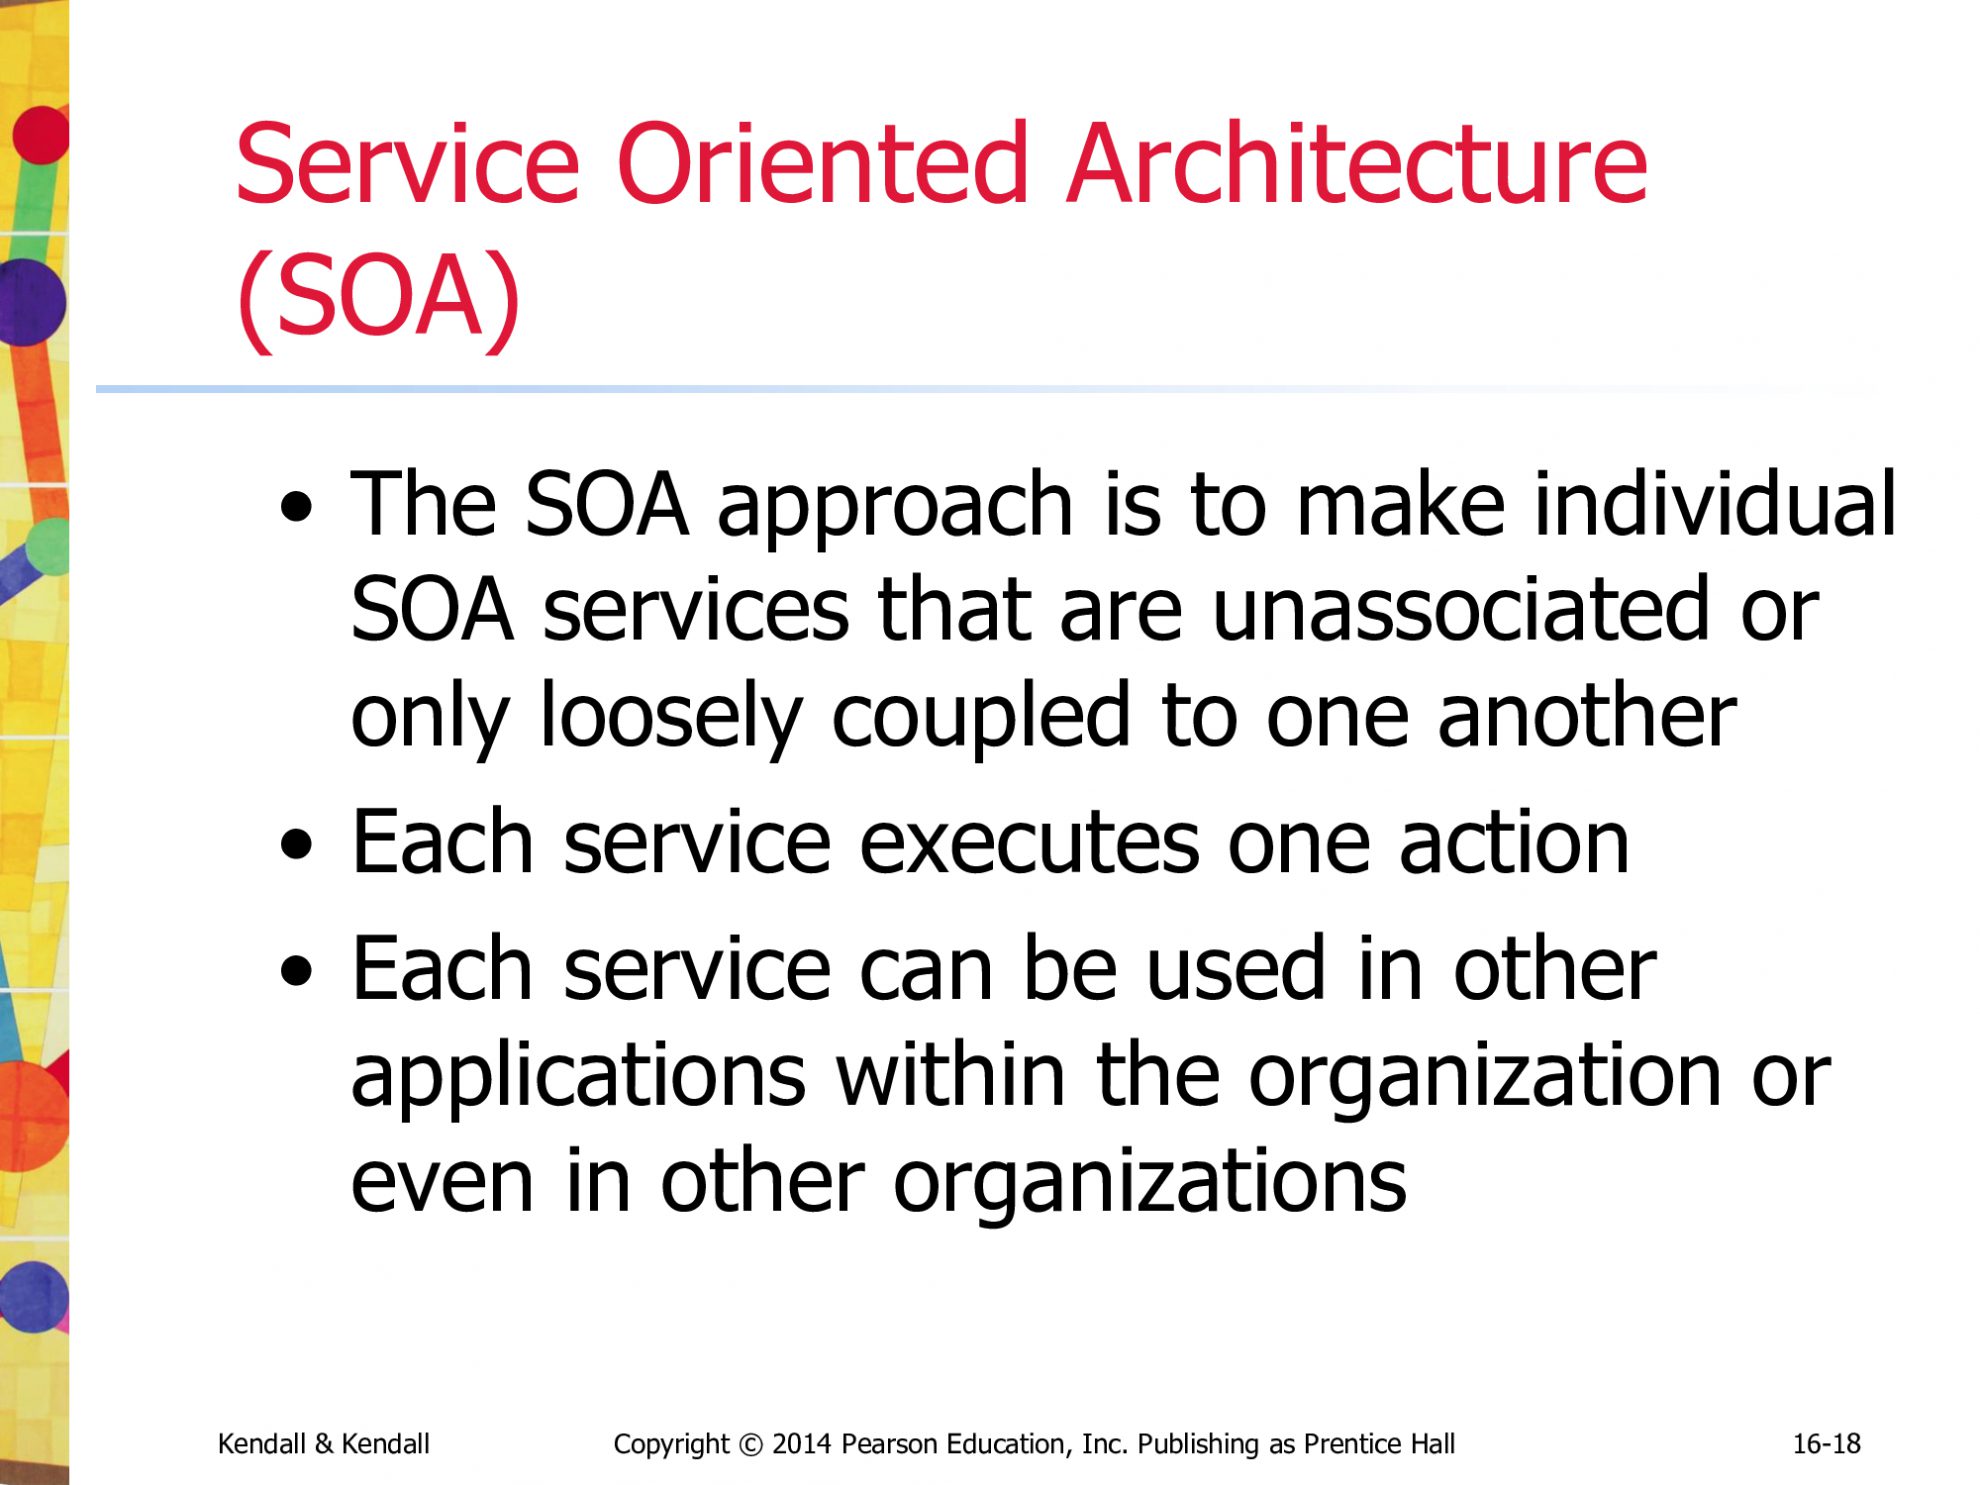 Service Oriented Architecture
(SOA)
• The SOA approach is to make individual
SOA services that are unassociated or
only loosely coupled to one another
• Each service executes one action
• Each service can be used in other
applications within the organization or
even in other organizations
Kendall & Kendall
Copyright © 2014 Pearson Education, Inc. Publishing as Prentice Hall
16-18